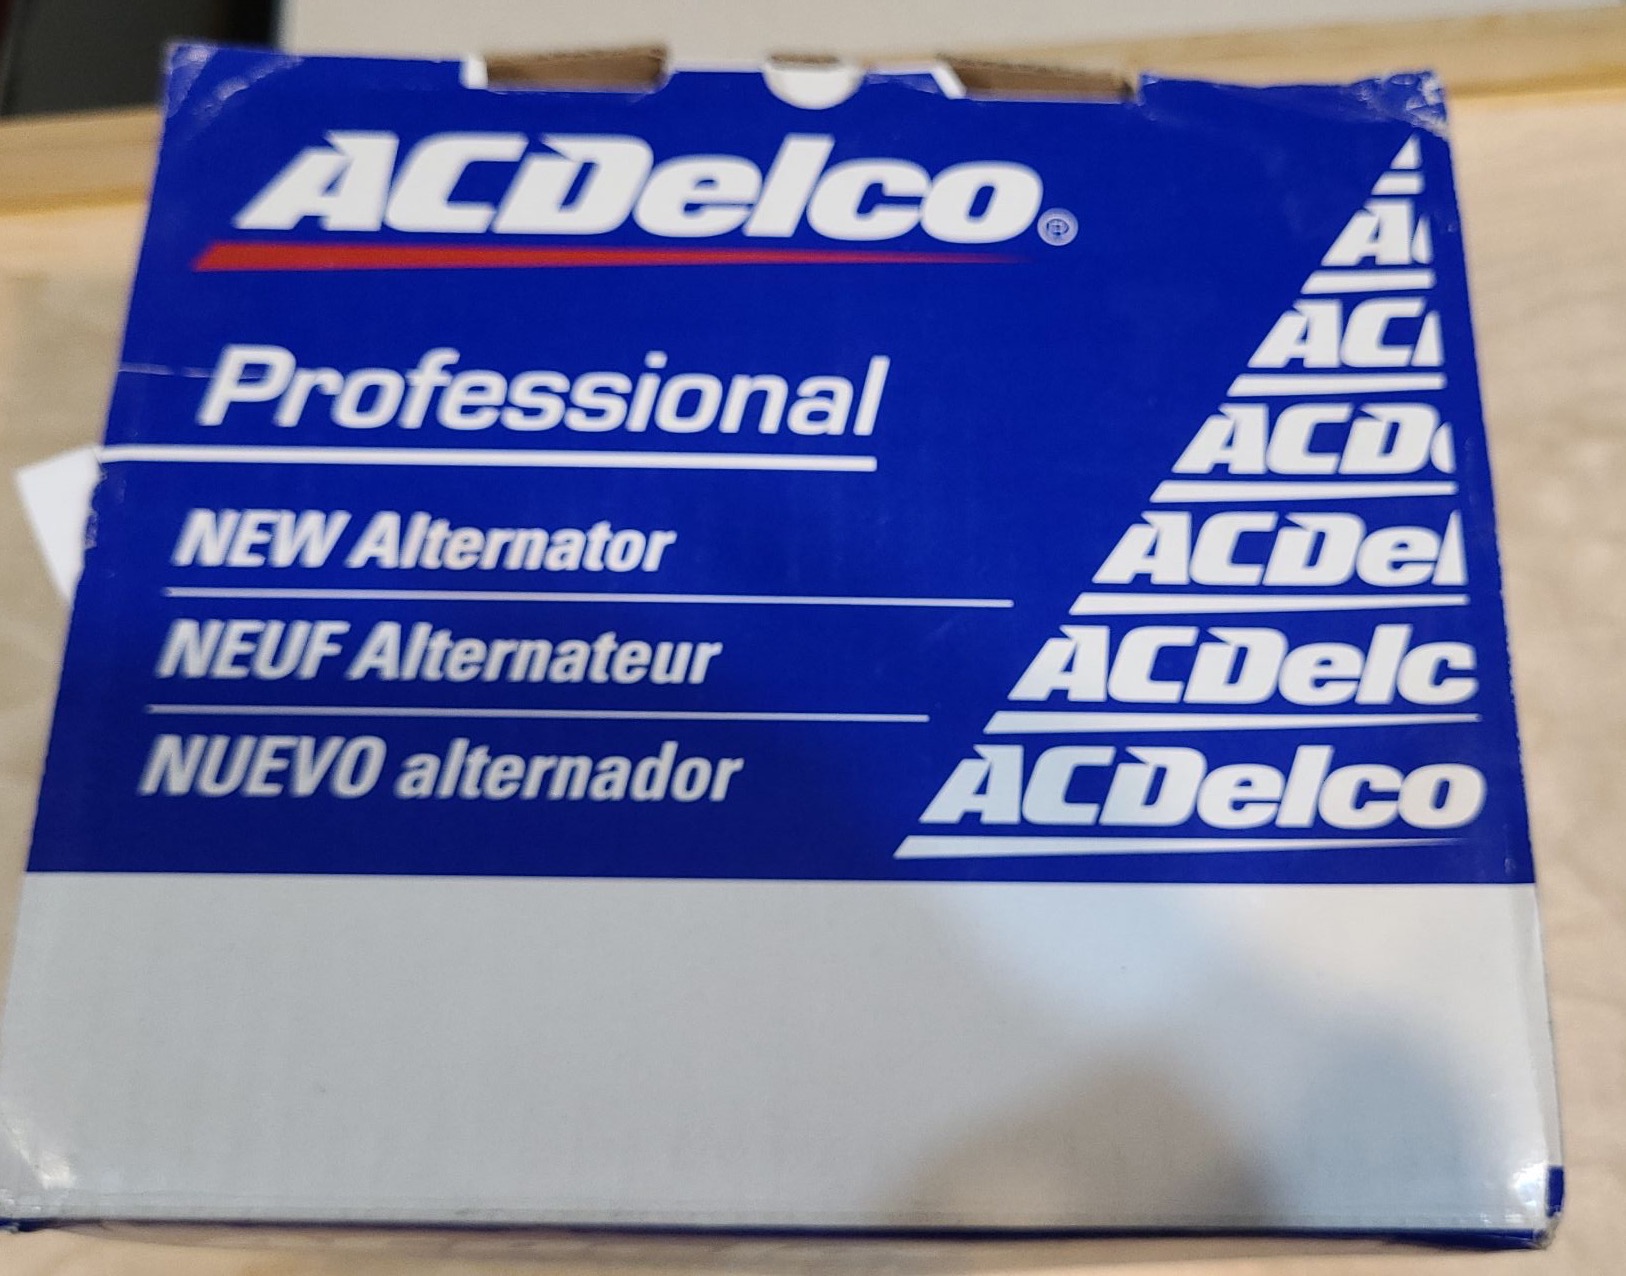 ACDelco®
Professional
NEW Alternator
NEUF Alternateur
NUEVO alternador
A
AC
ACD
ACDel
ACDelc
ACDelco